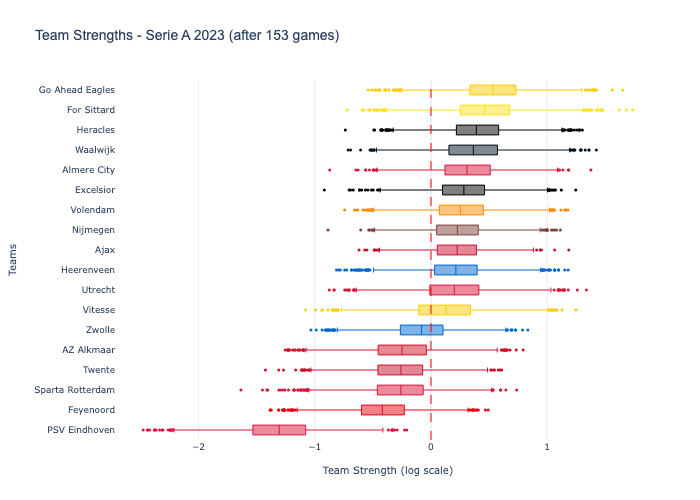 Team Strengths - Serie A 2023 (after 153 games)
Go Ahead Eagles
For Sittard
Heracles
Waalwijk
Almere City
Excelsior
Volendam
Nijmegen
Ajax
Heerenveen
Utrecht
Vitesse
Zwolle
AZ Alkmaar
Twente
Sparta Rotterdam
Feyenoord
PSV Eindhoven
Teams
−2 −1 0 1
Team Strength (log scale)